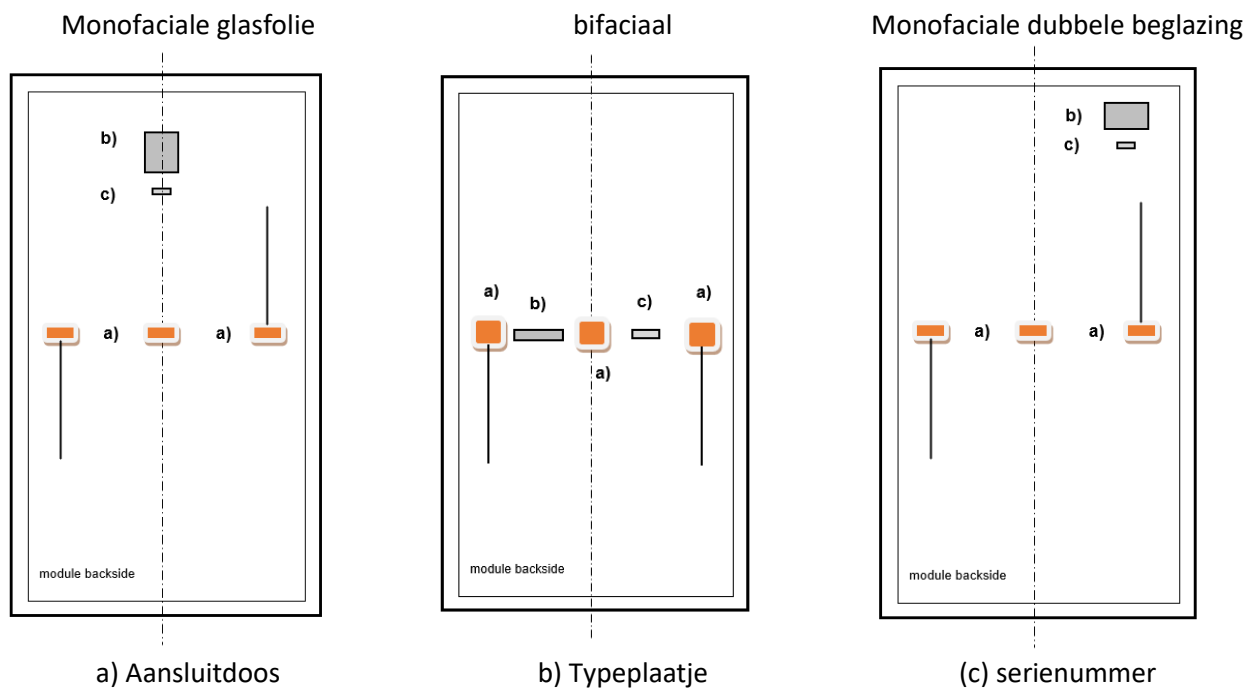 Monofaciale glasfolie
bifaciaal
Monofaciale dubbele beglazing
b)
c)
a)
a)
module backside
a)
b)
c)
a)
a)
module backside
b)
c)
a)
a)
module backside
a) Aansluitdoos
b) Typeplaatje
(c) serienummer